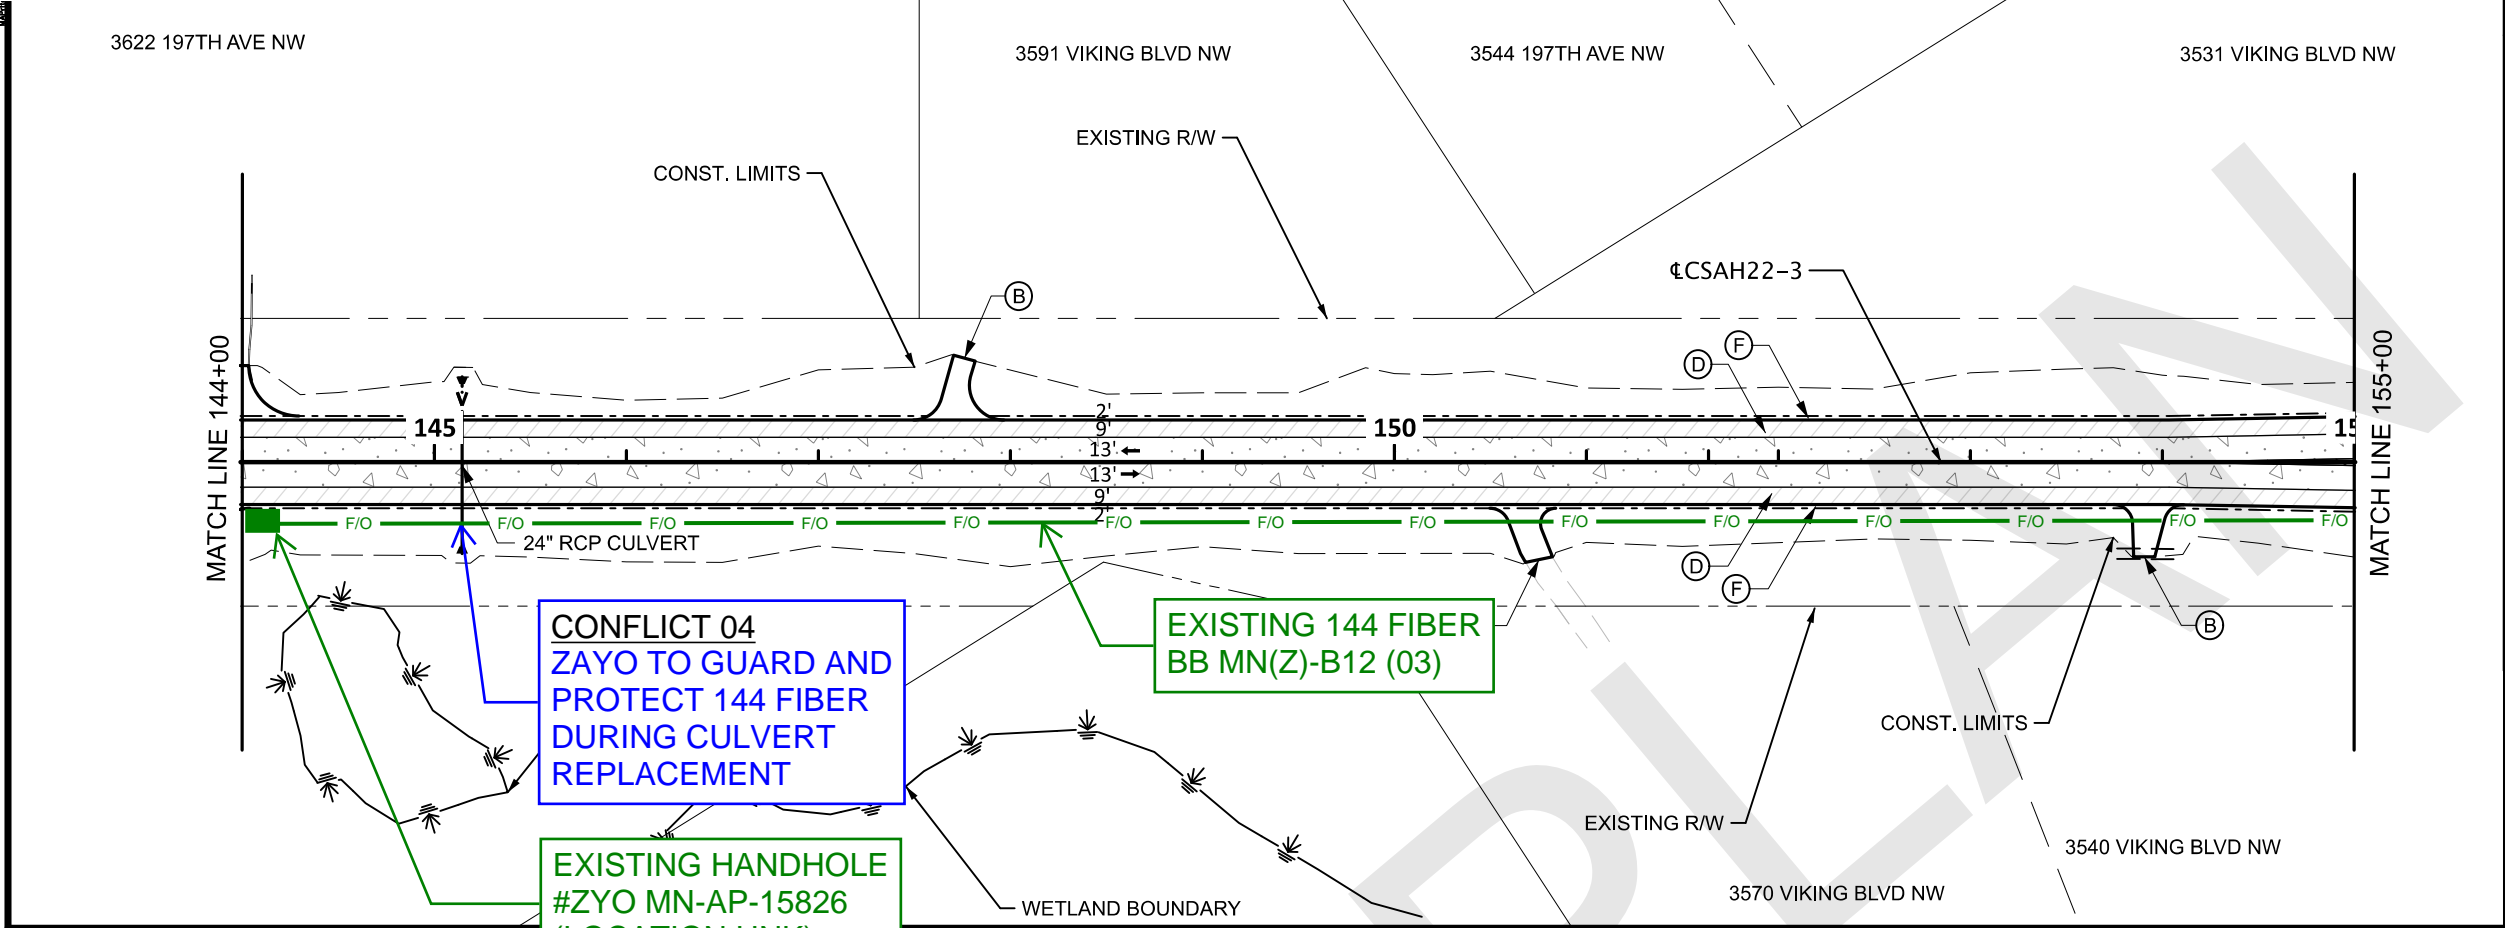 3622 197TH AVE NW
3591 VIKING BLVD NW
3544 197TH AVE NW
3531 VIKING BLVD NW
EXISTING R/W
CONST. LIMITS
℄CSAH22-3
B
F
D
MATCH LINE 144+00
MATCH LINE 155+00
145
150
15
2'
9'
13'
13'
9'
2'
F/O F/O F/O F/O F/O F/O F/O F/O F/O F/O F/O F/O F/O F/O
24" RCP CULVERT
D
F
B
CONFLICT 04
ZAYO TO GUARD AND
PROTECT 144 FIBER
DURING CULVERT
REPLACEMENT
EXISTING 144 FIBER
BB MN(Z)-B12 (03)
CONST. LIMITS
EXISTING R/W
3540 VIKING BLVD NW
3570 VIKING BLVD NW
EXISTING HANDHOLE
#ZYO MN-AP-15826
WETLAND BOUNDARY
PLAN